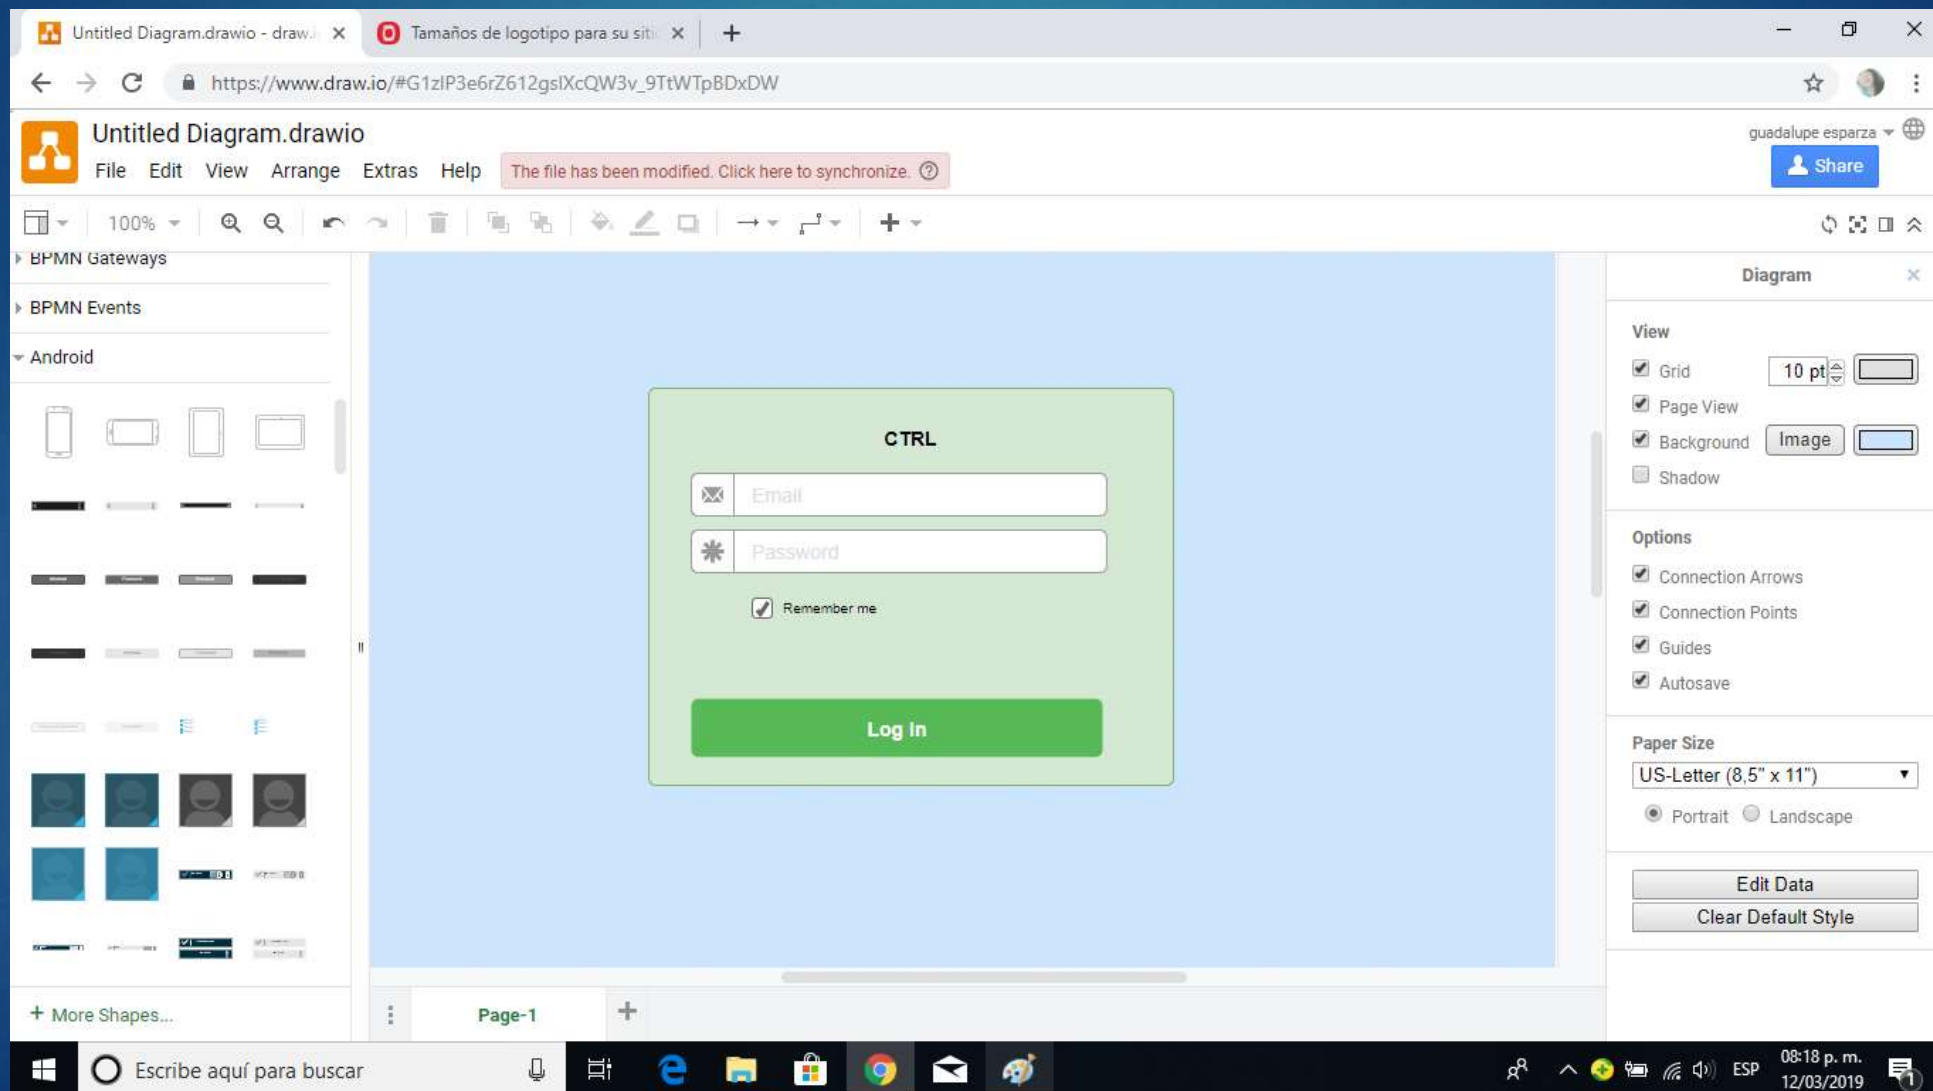 Untitled Diagram.drawio - draw.i
Tamaños de logotipo para su siti
https://www.draw.io/#G1zIP3e6rZ612gsIXcQW3v_9TtWTpBDxDW
Untitled Diagram.drawio
guadalupe esparza
File Edit View Arrange Extras Help
The file has been modified. Click here to synchronize.
Share
100%
BPMN Gateways
BPMN Events
Android
CTRL
Email
Password
Remember me
Log In
Diagram
View
Grid 10 pt
Page View
Background Image
Shadow
Options
Connection Arrows
Connection Points
Guides
Autosave
Paper Size
US-Letter (8,5" x 11")
Portrait Landscape
Edit Data
Clear Default Style
+ More Shapes...
Page-1
Escribe aquí para buscar
ESP
08:18 p. m.
12/03/2019
1